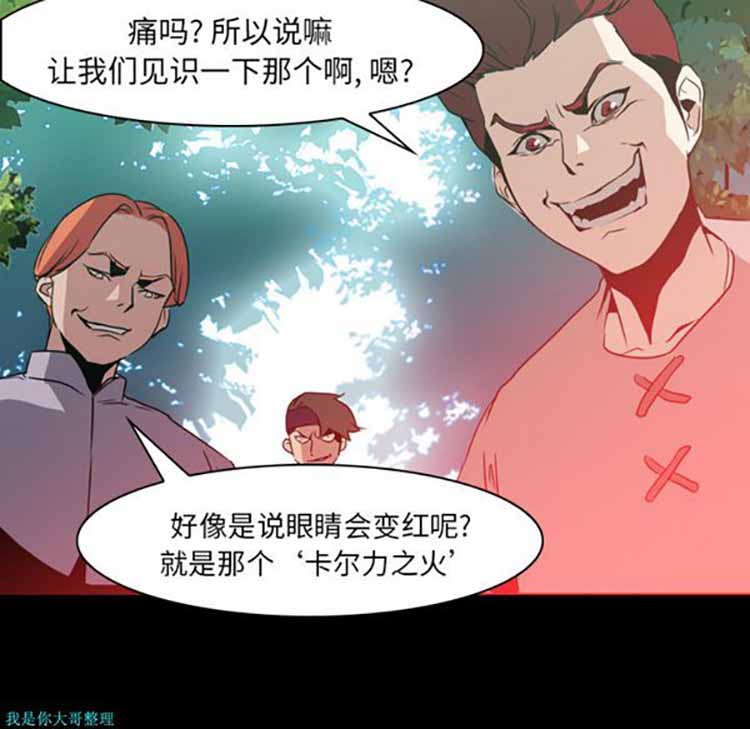 痛吗? 所以说嘛
让我们见识一下那个啊, 嗯?
好像是说眼睛会变红呢?
就是那个‘卡尔力之火’
我是你大哥整理